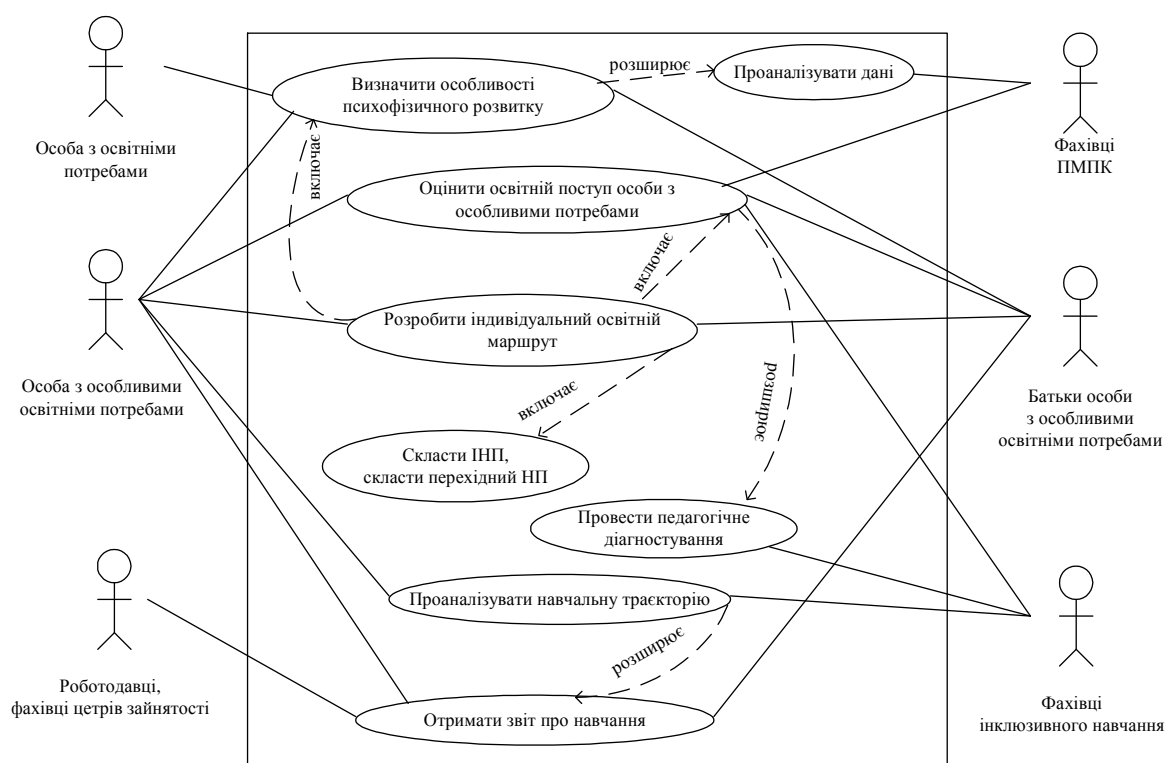 розширює
Проаналізувати дані
Визначити особливості
психофізичного розвитку
Особа з освітніми
потребами
Фахівці
ПМПК
включає
Оцінити освітній поступ особи з
особливими потребами
включає
Розробити індивідуальний освітній
маршрут
Особа з особливими
освітніми потребами
Батьки особи
з особливими
освітніми потребами
включає
розширює
Скласти ІНП,
скласти перехідний НП
Провести педагогічне
діагностування
Проаналізувати навчальну траєкторію
розширює
Роботодавці,
фахівці цетрів зайнятості
Отримати звіт про навчання
Фахівці
інклюзивного навчання